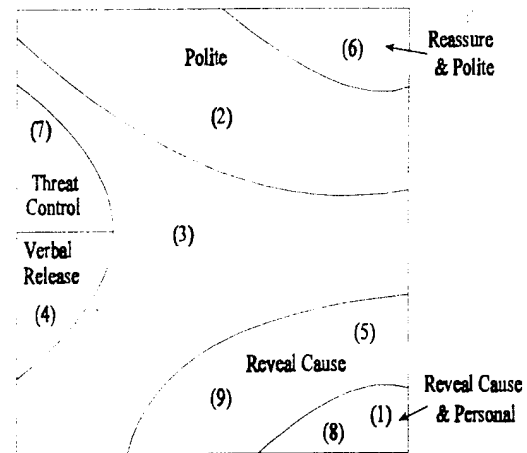 Polite
(6)
Reassure
& Polite
(2)
(7)
Threat
Control
(3)
Verbal
Release
(4)
(5)
Reveal Cause
(9)
(1)
(8)
Reveal Cause
& Personal